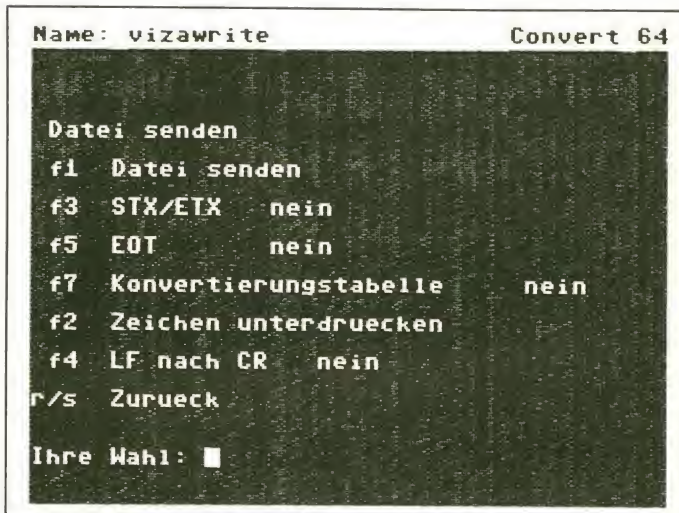 Name: vizawrite Convert 64
Datei senden
f1 Datei senden
f3 STX/ETX nein
f5 EOT nein
f7 Konvertierungstabelle nein
f2 Zeichen unterdruecken
f4 LF nach CR nein
r/s Zurueck
Ihre Wahl: